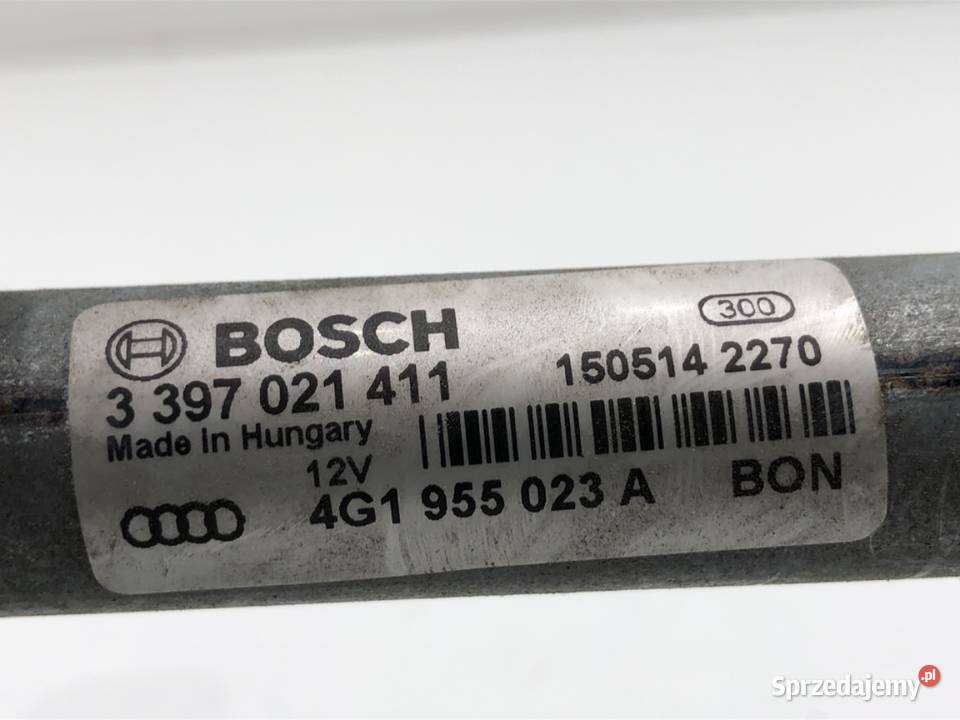 BOSCH
300
3 397 021 411
150514 2270
Made in Hungary
12V
4G1 955 023 A
BON
Sprzedajemy.pl